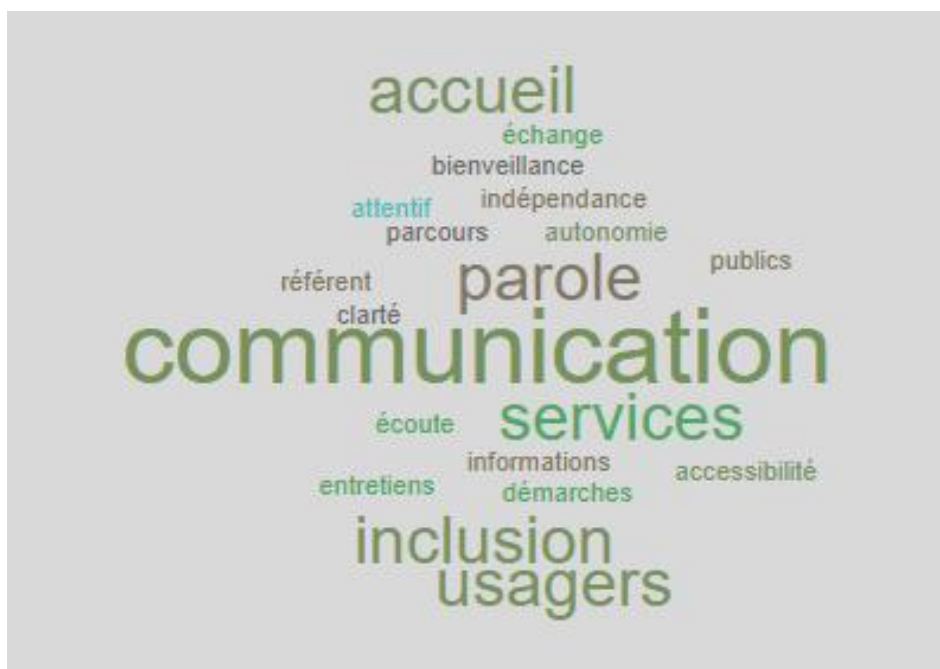 accueil
échange
bienveillance
indépendance
attentif
parcours
autonomie
publics
référent
parole
clarté
communication
services
écoute
informations
accessibilité
entretiens
démarches
inclusion
usagers